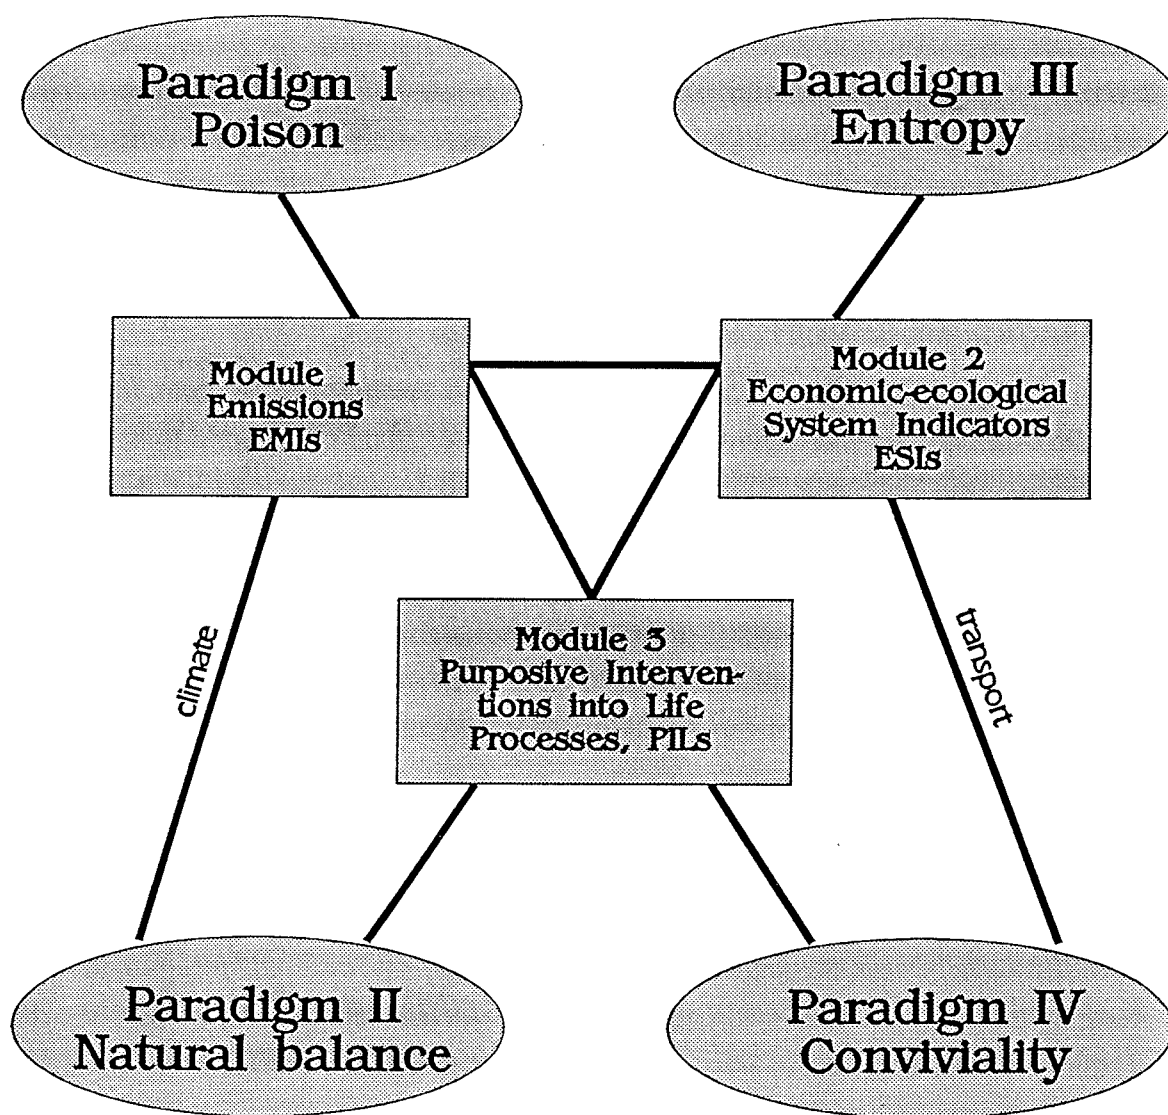 Paradigm I
Poison
Paradigm III
Entropy
Module 1
Emissions
EMIs
Module 2
Economic-ecological
System Indicators
ESIs
climate
Module 3
Purposive Interven-
tions into Life
Processes, PILs
transport
Paradigm II
Natural balance
Paradigm IV
Conviviality